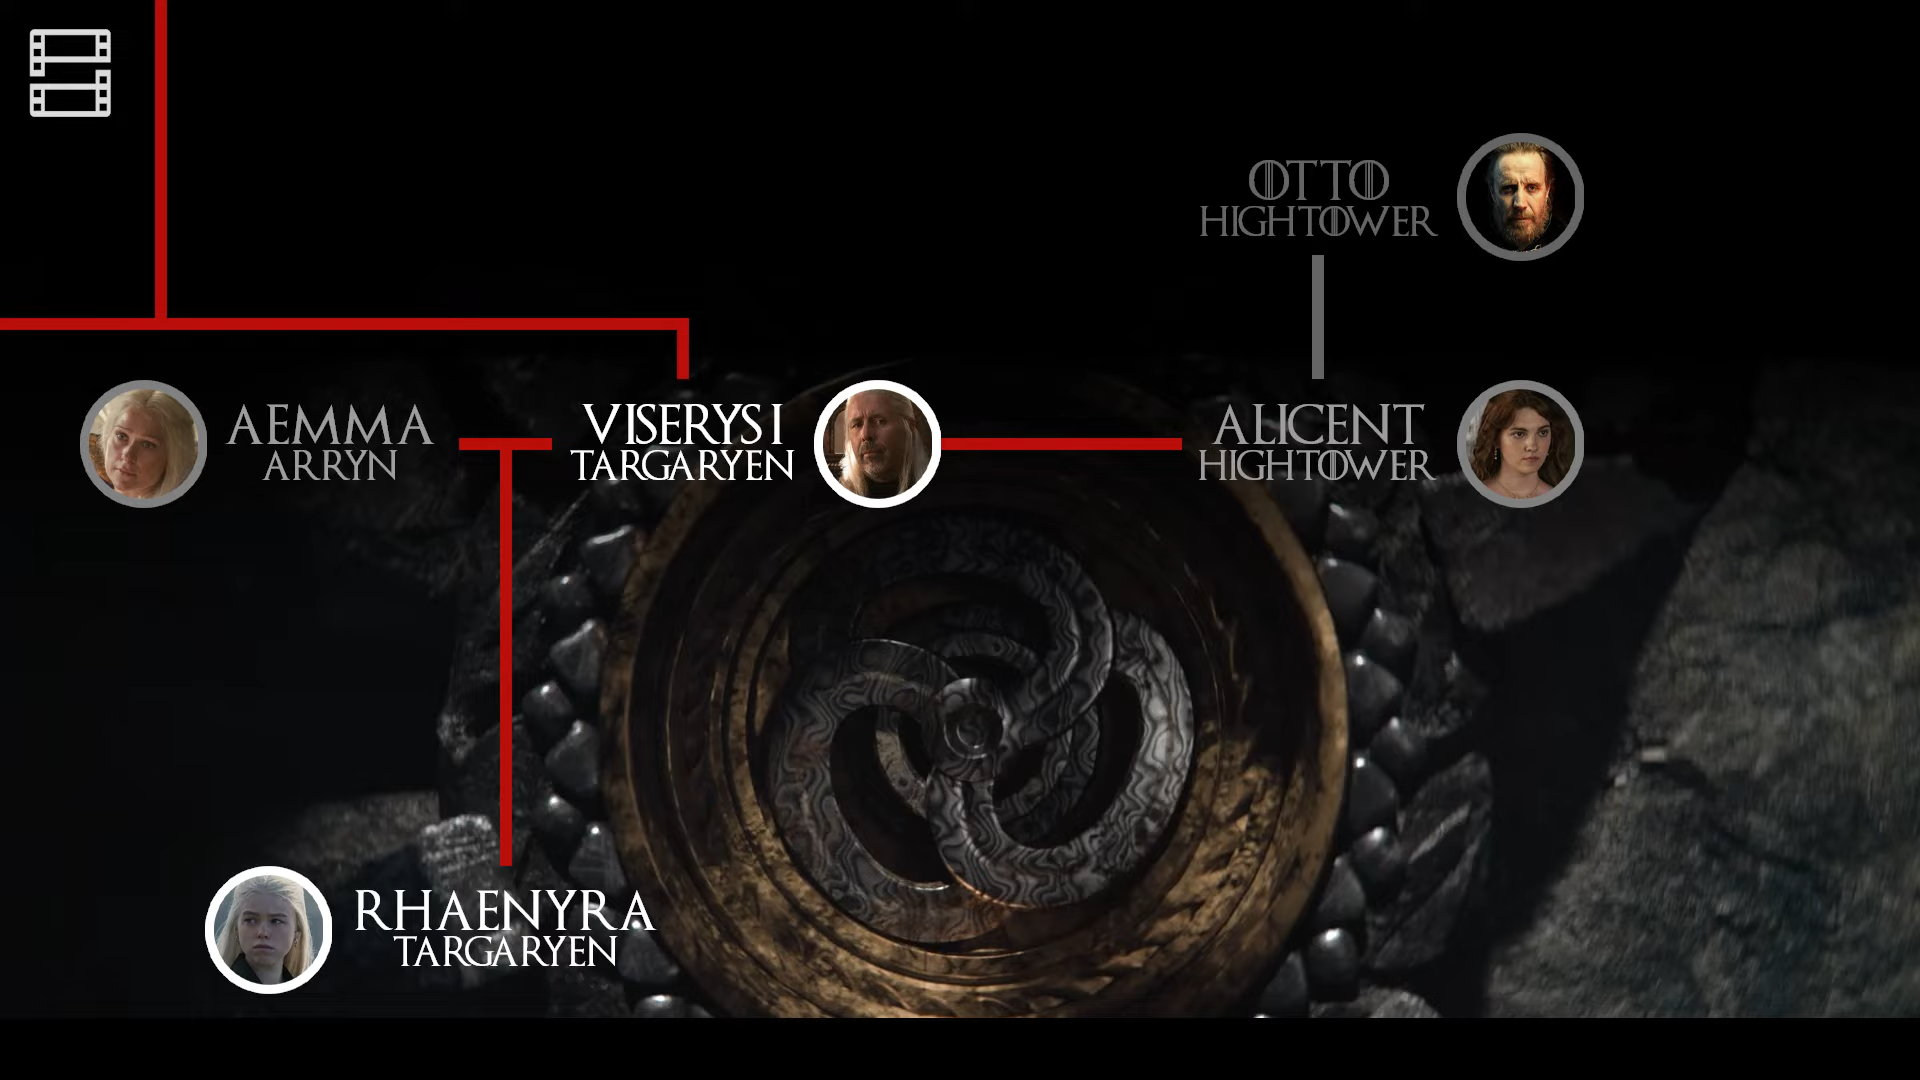 OTTO
HIGHTOWER
AEMMA
ARRYN
VISERYS I
TARGARYEN
ALICENT
HIGHTOWER
RHAENYRA
TARGARYEN